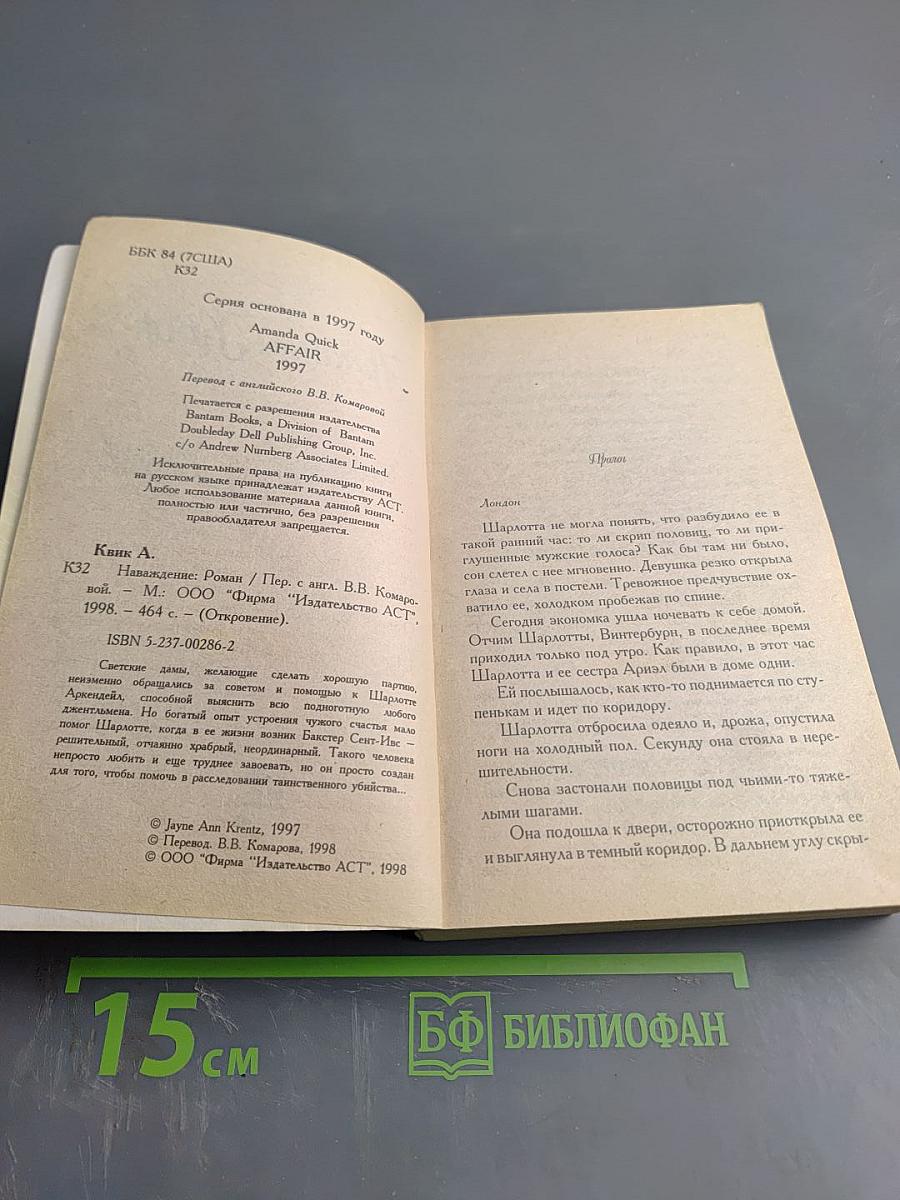 ББК 84 (7США)
К32
Серия основана в 1997 году
Amanda Quick
AFFAIR
1997
Перевод с английского В.В. Комаровой
Печатается с разрешения издательства
Bantam Books, a Division of Bantam
Doubleday Dell Publishing Group, Inc.
c/o Andrew Nurnberg Associates Limited.
Исключительные права на публикацию книги
на русском языке принадлежат издательству АСТ.
Любое использование материала данной книги,
полностью или частично, без разрешения
правообладателя запрещается.
Квик А.
К32 Наваждение: Роман / Пер. с англ. В.В. Комаро-
вой. – М.: ООО "Фирма "Издательство АСТ",
1998. – 464 с. – (Откровение).
ISBN 5-237-00286-2
Светские дамы, желающие сделать хорошую партию,
неизменно обращались за советом и помощью к Шарлотте
Аркендейл, способной выяснить всю подноготную любого
джентльмена. Но богатый опыт устроения чужого счастья мало
помог Шарлотте, когда в ее жизни возник Бакстер Сент-Ивс –
решительный, отчаянно храбрый, неординарный. Такого человека
непросто любить и еще труднее завоевать, но он просто создан
для того, чтобы помочь в расследовании таинственного убийства...
© Jayne Ann Krentz, 1997
© Перевод. В.В. Комарова, 1998
© ООО "Фирма "Издательство АСТ", 1998
Пролог
Лондон
Шарлотта не могла понять, что разбудило ее в
такой ранний час: то ли скрип половиц, то ли при-
глушенные мужские голоса? Как бы там ни было,
сон слетел с нее мгновенно. Девушка резко открыла
глаза и села в постели. Тревожное предчувствие ох-
ватило ее, холодком пробежав по спине.
Сегодня экономка ушла ночевать к себе домой.
Отчим Шарлотты, Винтербурн, в последнее время
приходил только под утро. Как правило, в этот час
Шарлотта и ее сестра Ариэл были в доме одни.
Ей послышалось, как кто-то поднимается по сту-
пенькам и идет по коридору.
Шарлотта отбросила одеяло и, дрожа, опустила
ноги на холодный пол. Секунду она стояла в нере-
шительности.
Снова застонали половицы под чьими-то тяже-
лыми шагами.
Она подошла к двери, осторожно приоткрыла ее
и выглянула в темный коридор. В дальнем углу скры-
15 см
БФ БИБЛИОФАН